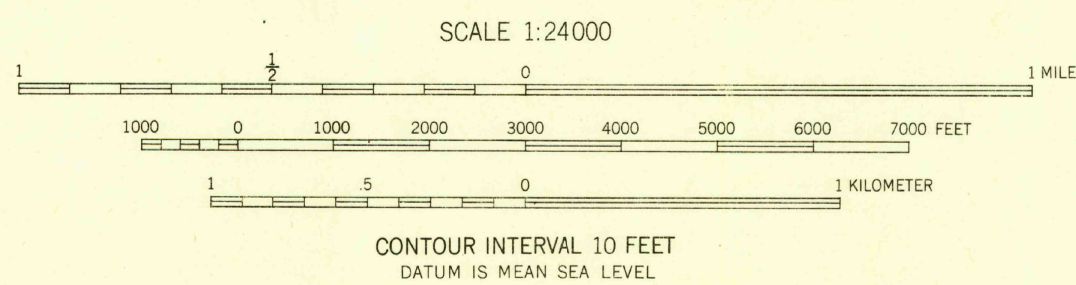 SCALE 1:24000
1 1/2 0 1 MILE
1000 0 1000 2000 3000 4000 5000 6000 7000 FEET
1 .5 0 1 KILOMETER
CONTOUR INTERVAL 10 FEET
DATUM IS MEAN SEA LEVEL